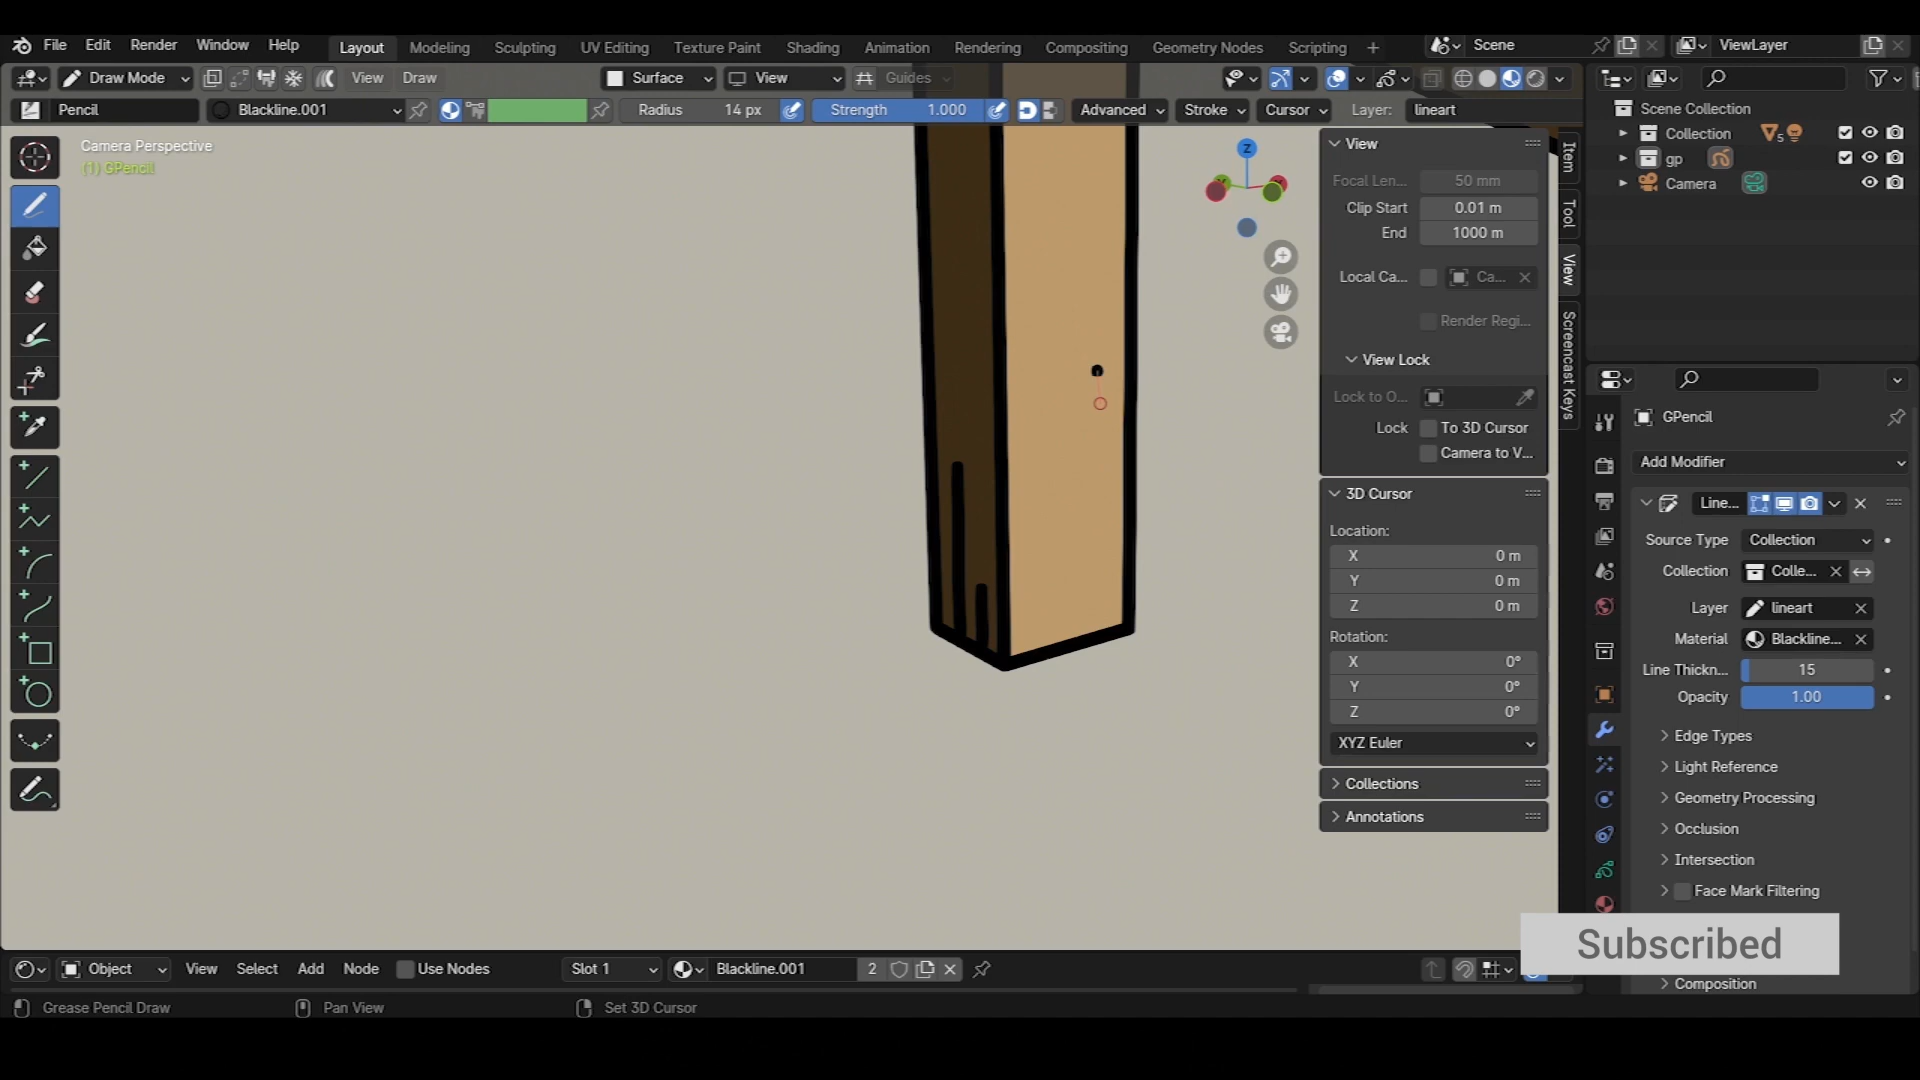 File Edit Render Window Help Layout Modeling Sculpting UV Editing Texture Paint Shading Animation Rendering Compositing Geometry Nodes Scripting + Scene ViewLayer
Draw Mode View Draw Surface View Guides
Pencil Blackline.001 Radius 14 px Strength 1.000 Advanced Stroke Cursor Layer: lineart
Camera Perspective
(1) GPencil
Z
View
Focal Len... 50 mm
Clip Start 0.01 m
End 1000 m
Local Ca... Ca...
Render Regi...
View Lock
Lock to O...
Lock To 3D Cursor
Camera to V...
3D Cursor
Location:
X 0 m
Y 0 m
Z 0 m
Rotation:
X 0°
Y 0°
Z 0°
XYZ Euler
Collections
Annotations
Item
Tool
View
Screencast Keys
Scene Collection
Collection 5
gp
Camera
GPencil
Add Modifier
Line...
Source Type Collection
Collection Colle...
Layer lineart
Material Blackline...
Line Thickn... 15
Opacity 1.00
Edge Types
Light Reference
Geometry Processing
Occlusion
Intersection
Face Mark Filtering
Subscribed
Composition
Object View Select Add Node Use Nodes Slot 1 Blackline.001 2
Grease Pencil Draw Pan View Set 3D Cursor